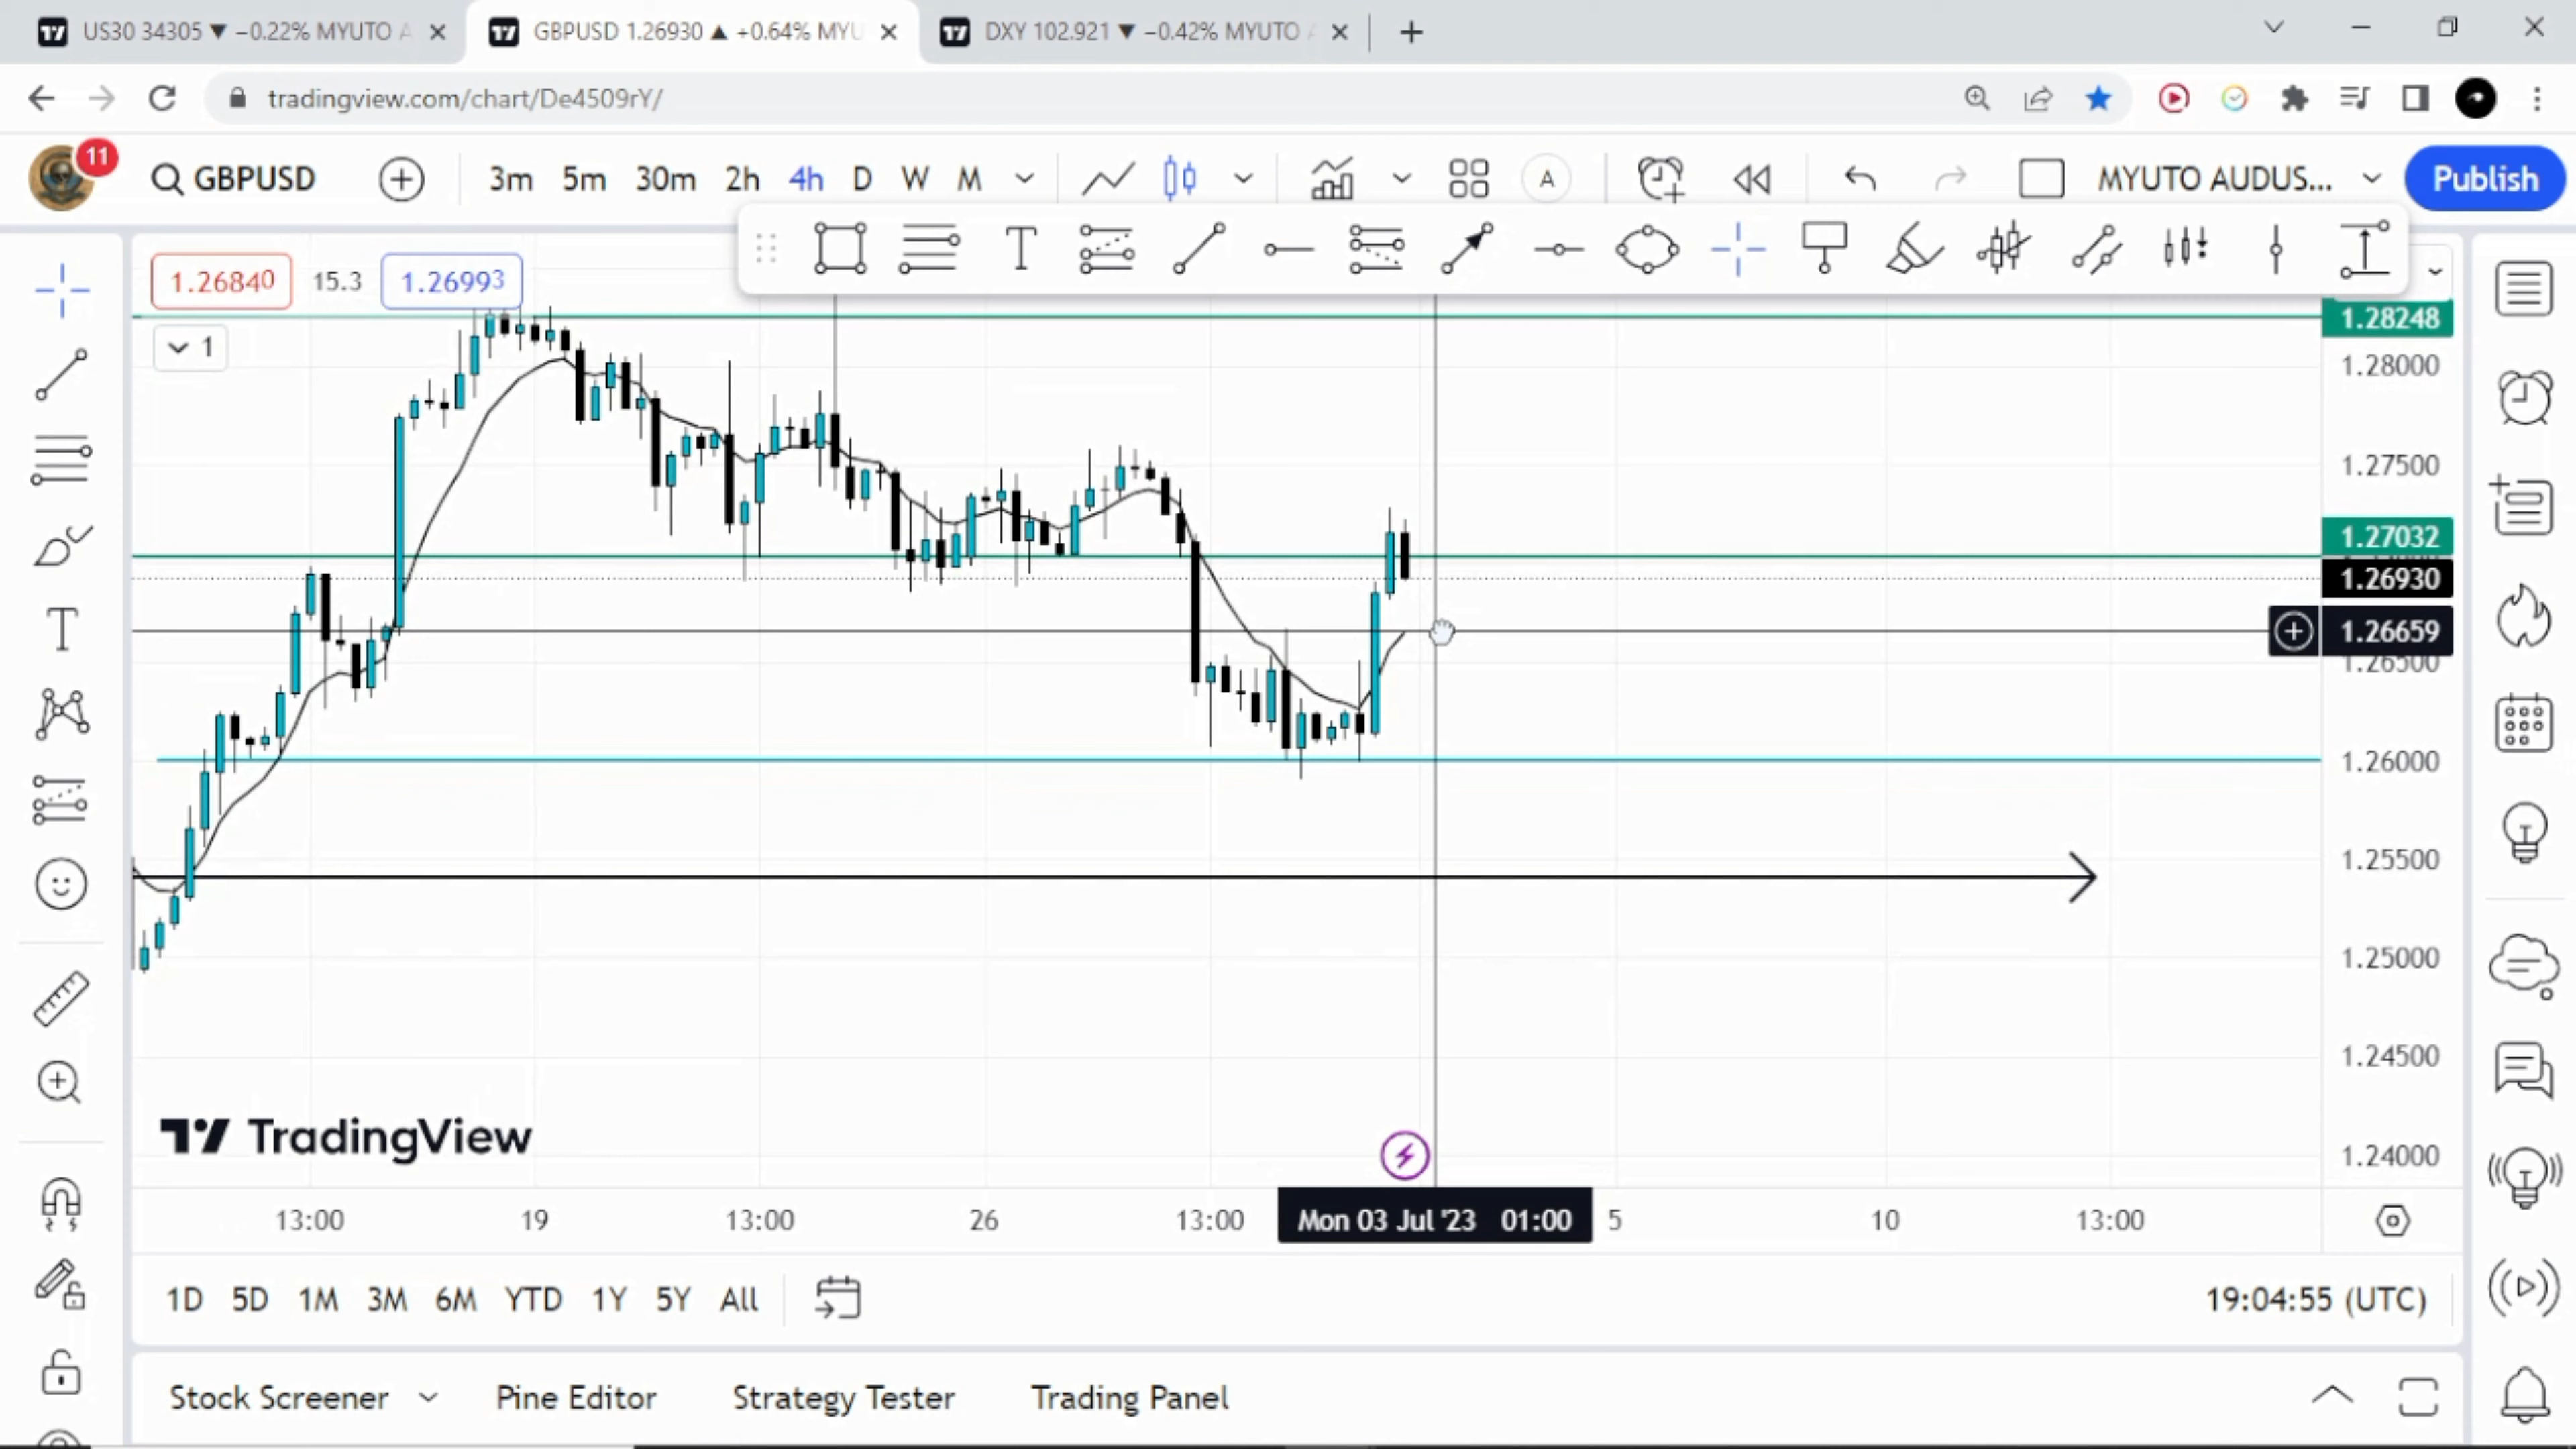 US30 34305 ▼ −0.22% MYUTO A
GBPUSD 1.26930 ▲ +0.64% MYU
DXY 102.921 ▼ −0.42% MYUTO
tradingview.com/chart/De4509rY/
11
GBPUSD
3m 5m 30m 2h 4h D W M
A
MYUTO AUDUS...
Publish
1.26840
15.3
1.26993
1
1.28248
1.28000
1.27500
1.27032
1.26930
1.26659
1.26500
1.26000
1.25500
1.25000
1.24500
1.24000
TradingView
13:00 19 13:00 26 13:00 Mon 03 Jul '23 01:00 5 10 13:00
1D 5D 1M 3M 6M YTD 1Y 5Y All
19:04:55 (UTC)
Stock Screener Pine Editor Strategy Tester Trading Panel